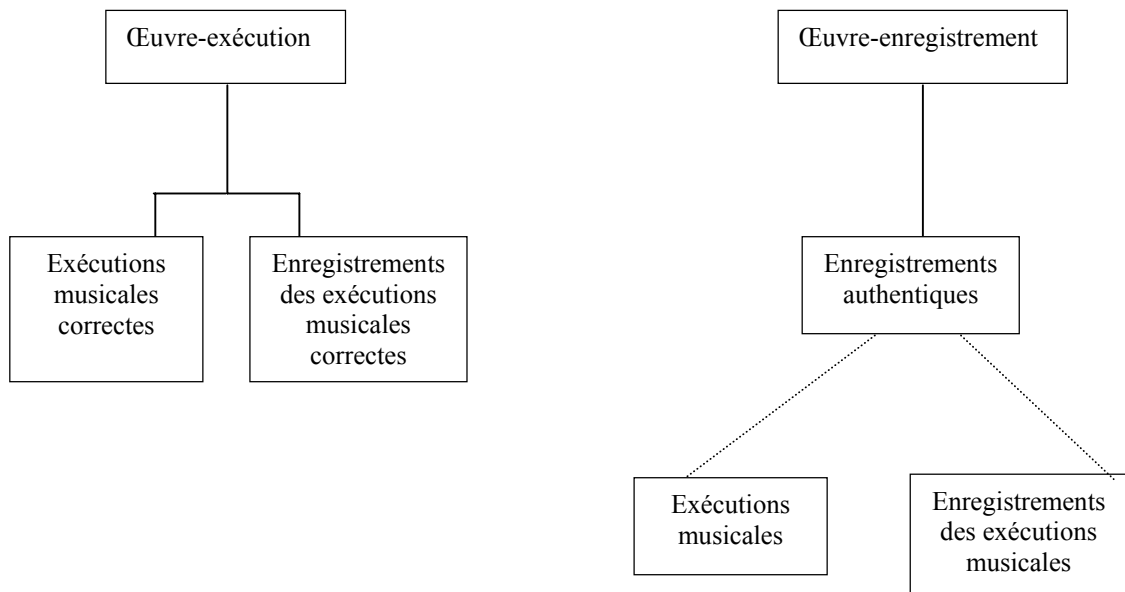 Œuvre-exécution
Œuvre-enregistrement
Exécutions
musicales
correctes
Enregistrements
des exécutions
musicales
correctes
Enregistrements
authentiques
Exécutions
musicales
Enregistrements
des exécutions
musicales